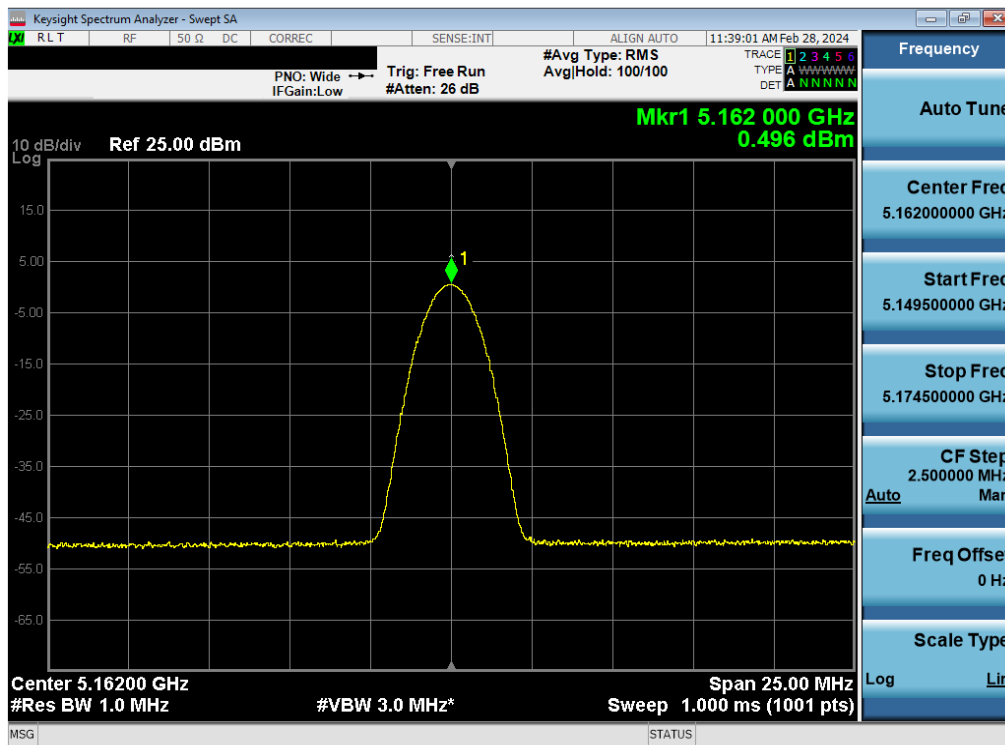 Keysight Spectrum Analyzer - Swept SA
LXI RLT RF 50 Ω DC CORREC SENSE:INT ALIGN AUTO 11:39:01 AM Feb 28, 2024
PNO: Wide
IFGain:Low
Trig: Free Run
#Atten: 26 dB
#Avg Type: RMS
Avg|Hold: 100/100
TRACE 1 2 3 4 5 6
TYPE A WWWWW
DET A N N N N N
Mkr1 5.162 000 GHz
0.496 dBm
10 dB/div Ref 25.00 dBm
Log
15.0
5.00
-5.00
-15.0
-25.0
-35.0
-45.0
-55.0
-65.0
1
Center 5.16200 GHz Span 25.00 MHz
#Res BW 1.0 MHz #VBW 3.0 MHz* Sweep 1.000 ms (1001 pts)
MSG STATUS
Frequency
Auto Tune
Center Freq
5.162000000 GHz
Start Freq
5.149500000 GHz
Stop Freq
5.174500000 GHz
CF Step
2.500000 MHz
Auto Man
Freq Offset
0 Hz
Scale Type
Log Lin